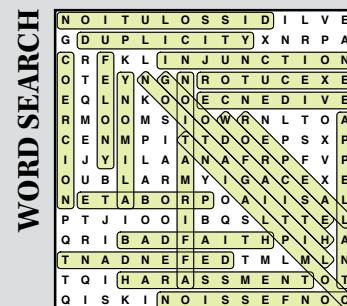 WORD SEARCH
N O I T U L O S S I D I L V E
G D U P L I C I T Y X N R P A
C R F K L I N J U N C T I O N
O T E Y N G N R O T U C E X E
E Q L N K O O E C N E D I V E
R M O O M S I O W R N L T O A
C E N M P I T T D O E P S X P
I J Y I L A A N A F R P F V P
O U B L A R M Y I G A C E X E
N E T A B O R P O A I I S A L
P T J I O O I B Q S L T T E L
Q R I B A D F A I T H P I H A
T N A D N E F E D T M L M L N
T Q I H A R A S S M E N T O T
Q I S K I N O I S S E F N O